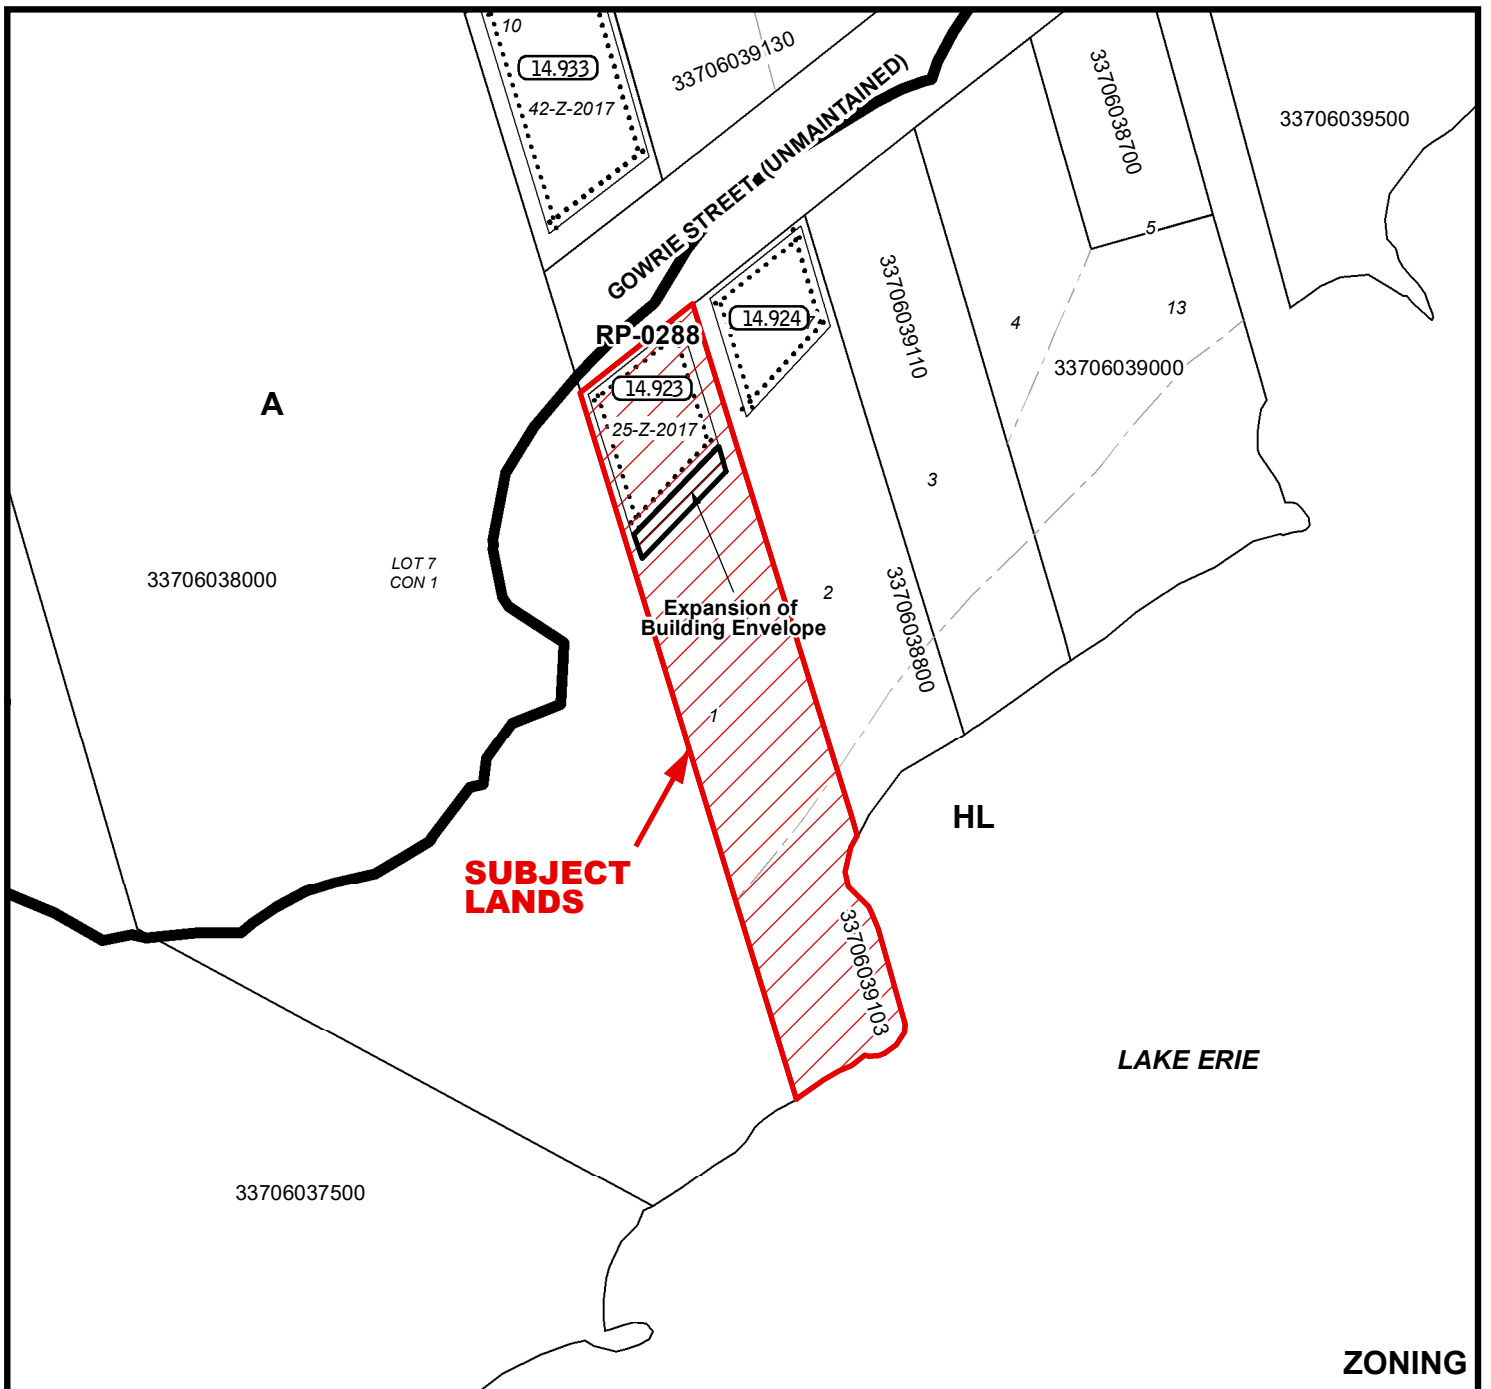 10
14.933
42-Z-2017
33706039130
GOWRIE STREET (UNMAINTAINED)
33706038700
33706039500
5
RP-0288
14.924
33706039110
4
13
33706039000
A
14.923
25-Z-2017
3
LOT 7
CON 1
33706038000
Expansion of
Building Envelope
2
33706038800
1
HL
SUBJECT
LANDS
33706039103
LAKE ERIE
33706037500
ZONING